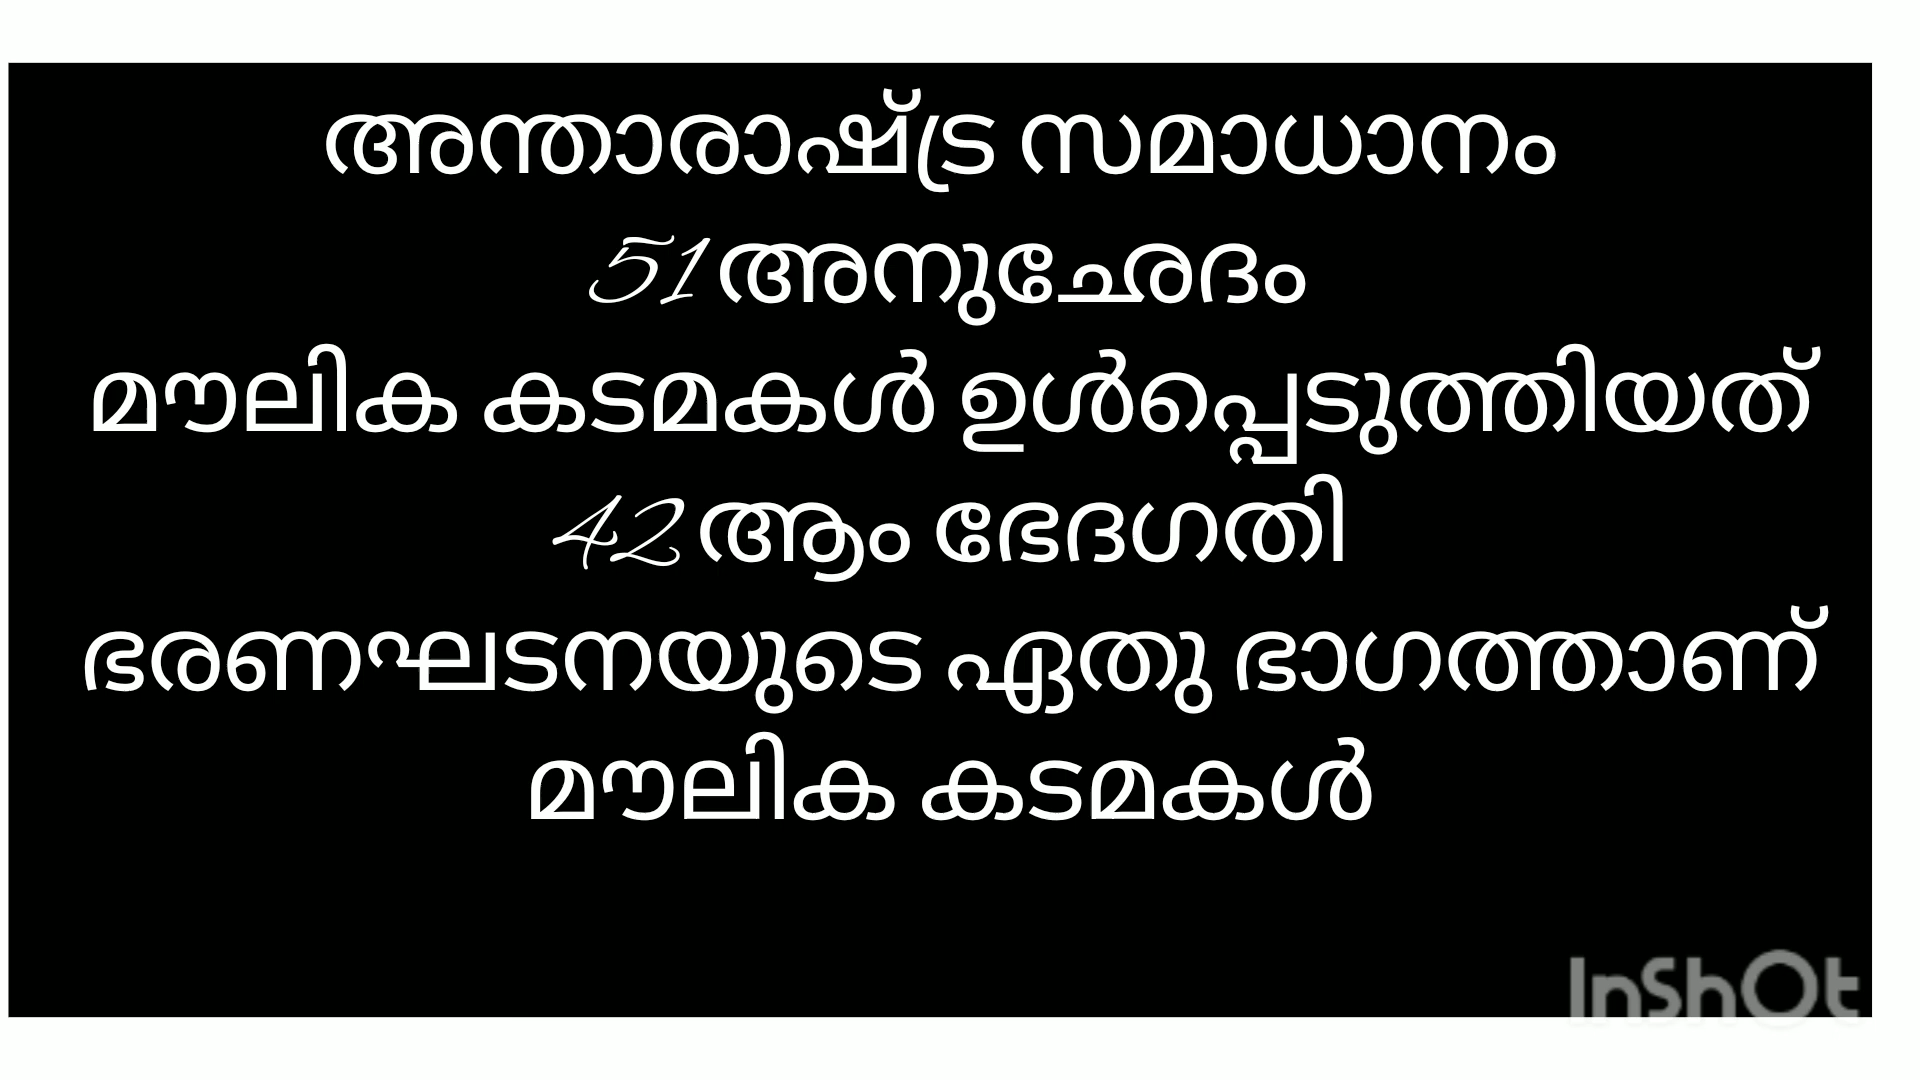 അന്താരാഷ്ട്ര സമാധാനം
51 അനുഛേദം
മൗലിക കടമകൾ ഉൾപ്പെടുത്തിയത്
42 ആം ഭേദഗതി
ഭരണഘടനയുടെ ഏതു ഭാഗത്താണ്
മൗലിക കടമകൾ
InShOt